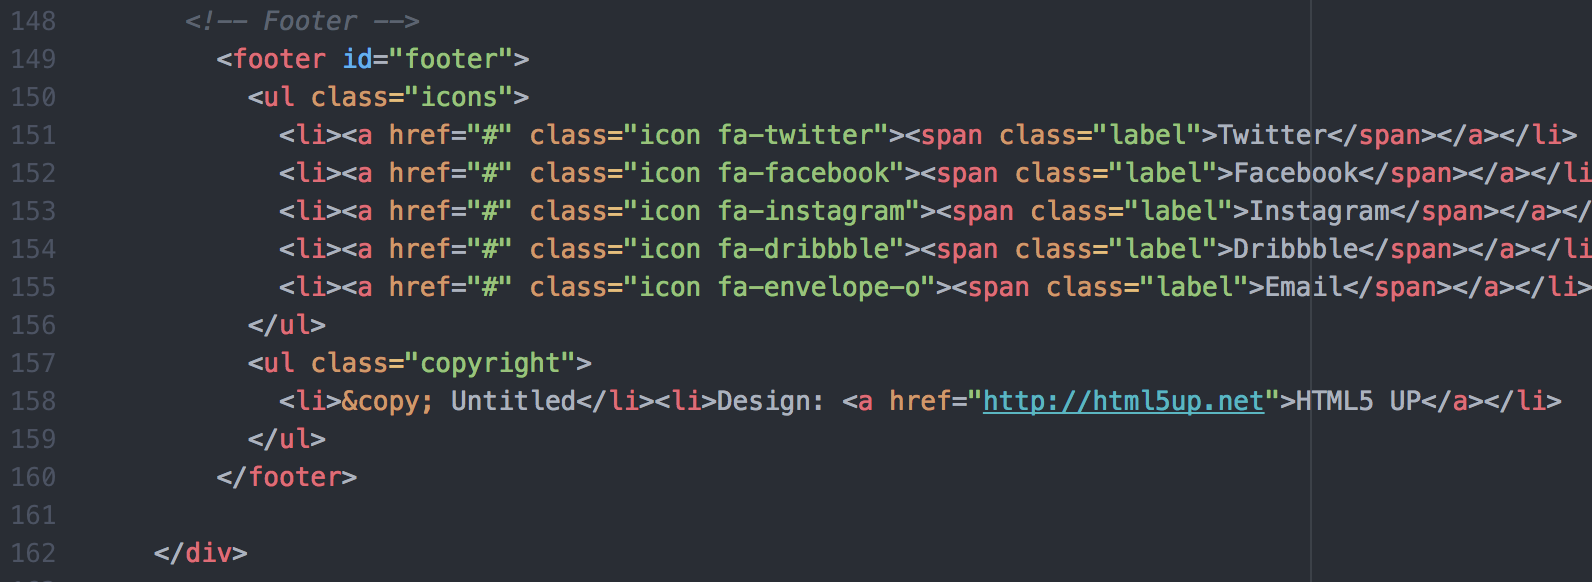 148 <!-- Footer -->
149 <footer id="footer">
150 <ul class="icons">
151 <li><a href="#" class="icon fa-twitter"><span class="label">Twitter</span></a></li>
152 <li><a href="#" class="icon fa-facebook"><span class="label">Facebook</span></a></li
153 <li><a href="#" class="icon fa-instagram"><span class="label">Instagram</span></a></
154 <li><a href="#" class="icon fa-dribbble"><span class="label">Dribbble</span></a></li
155 <li><a href="#" class="icon fa-envelope-o"><span class="label">Email</span></a></li>
156 </ul>
157 <ul class="copyright">
158 <li>&copy; Untitled</li><li>Design: <a href="http://html5up.net">HTML5 UP</a></li>
159 </ul>
160 </footer>
161
162 </div>